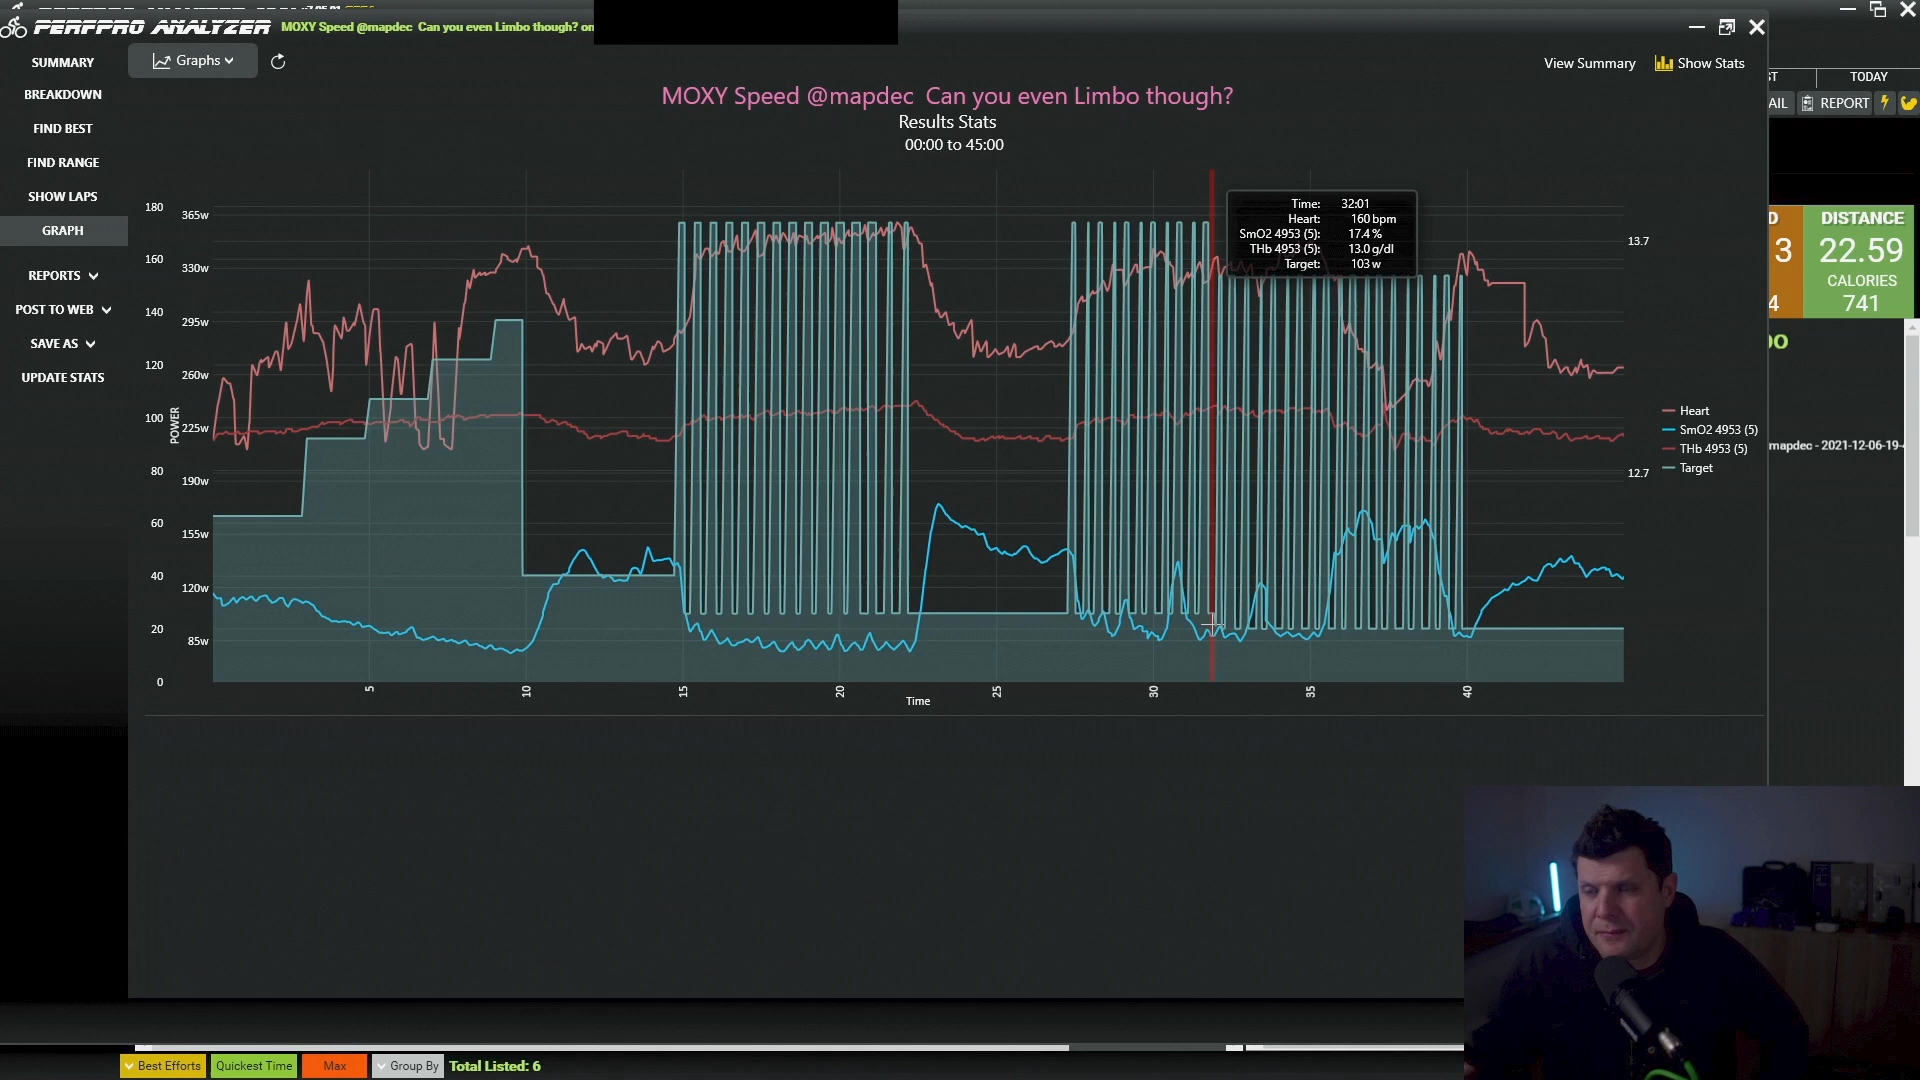 PERFPRO ANALYZER
MOXY Speed @mapdec Can you even Limbo though? on
SUMMARY
BREAKDOWN
FIND BEST
FIND RANGE
SHOW LAPS
GRAPH
REPORTS
POST TO WEB
SAVE AS
UPDATE STATS
Graphs
View Summary
Show Stats
MOXY Speed @mapdec Can you even Limbo though?
Results Stats
00:00 to 45:00
ST
TODAY
AIL
REPORT
D
3
4
DISTANCE
22.59
CALORIES
741
mapdec - 2021-12-06-19-4
Time: 32:01
Heart: 160 bpm
SmO2 4953 (5): 17.4 %
THb 4953 (5): 13.0 g/dl
Target: 103 w
180
160
140
120
100
80
60
40
20
0
POWER
365w
330w
295w
260w
225w
190w
155w
120w
85w
13.7
12.7
Heart
SmO2 4953 (5)
THb 4953 (5)
Target
5
10
15
20
25
30
35
40
Time
Best Efforts
Quickest Time
Max
Group By
Total Listed: 6